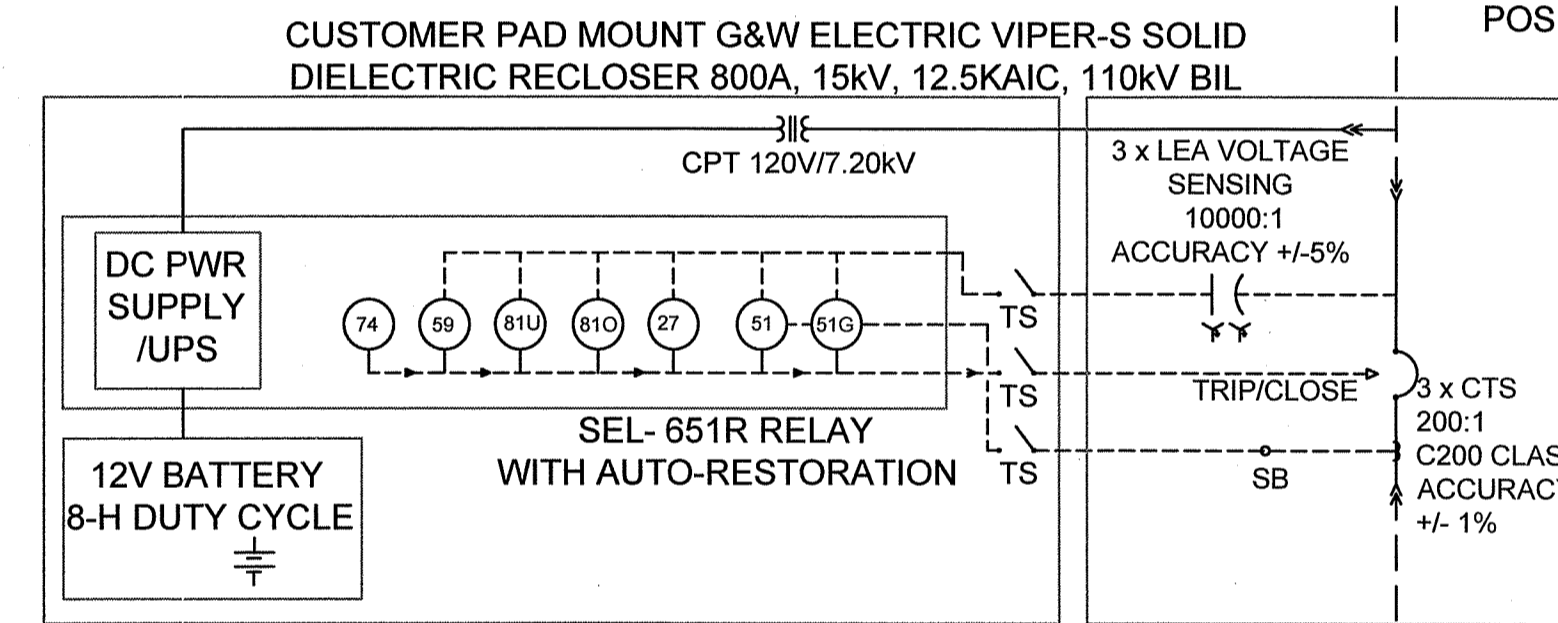 CUSTOMER PAD MOUNT G&W ELECTRIC VIPER-S SOLID
DIELECTRIC RECLOSER 800A, 15kV, 12.5KAIC, 110kV BIL
POS
CPT 120V/7.20kV
3 x LEA VOLTAGE
SENSING
10000:1
ACCURACY +/-5%
DC PWR
SUPPLY
/UPS
74
59
81U
81O
27
51
51G
TS
TS
TRIP/CLOSE
TS
SB
3 x CTS
200:1
C200 CLAS
ACCURACY
+/- 1%
SEL- 651R RELAY
WITH AUTO-RESTORATION
12V BATTERY
8-H DUTY CYCLE